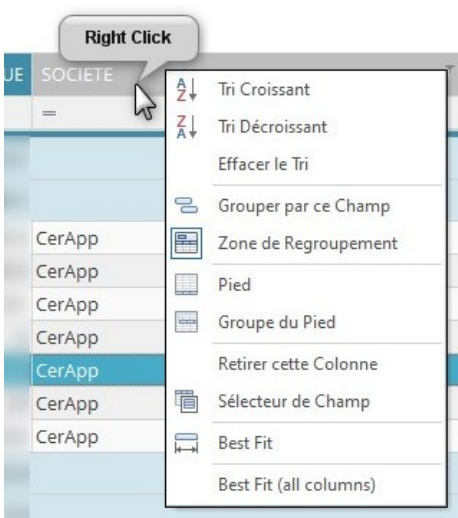 Right Click
UE SOCIETE
=
Tri Croissant
Tri Décroissant
Effacer le Tri
Grouper par ce Champ
Zone de Regroupement
Pied
Groupe du Pied
Retirer cette Colonne
Sélecteur de Champ
Best Fit
Best Fit (all columns)
CerApp
CerApp
CerApp
CerApp
CerApp
CerApp
CerApp